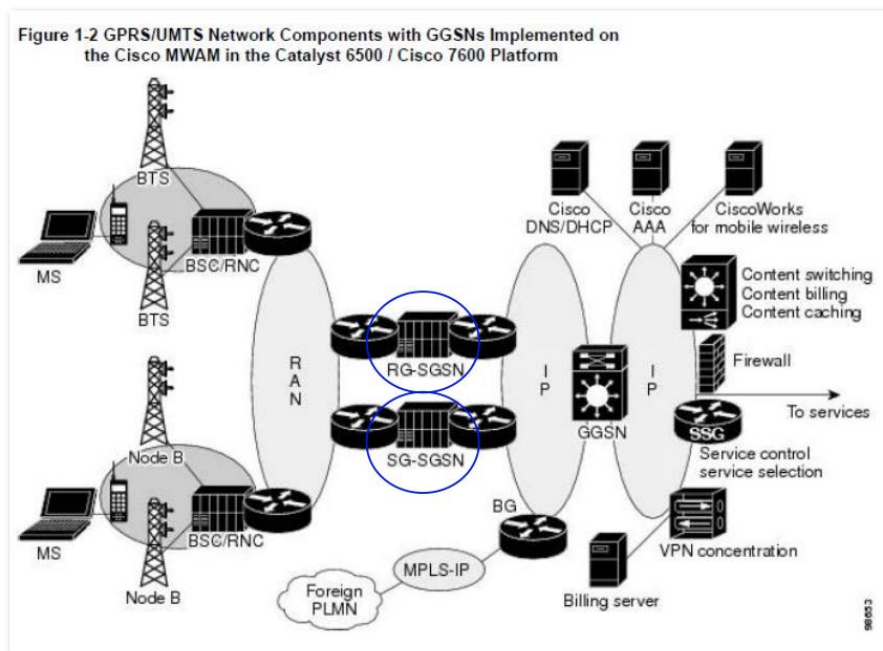 Figure 1-2 GPRS/UMTS Network Components with GGSNs Implemented on
the Cisco MWAM in the Catalyst 6500 / Cisco 7600 Platform
BTS
MS
BSC/RNC
BTS
Cisco
DNS/DHCP
Cisco
AAA
CiscoWorks
for mobile wireless
Content switching
Content billing
Content caching
RAN
RG-SGSN
SG-SGSN
IP
GGSN
IP
Firewall
To services
SSG
Service control
service selection
Node B
MS
BSC/RNC
Node B
BG
MPLS-IP
Foreign
PLMN
VPN concentration
Billing server
98653